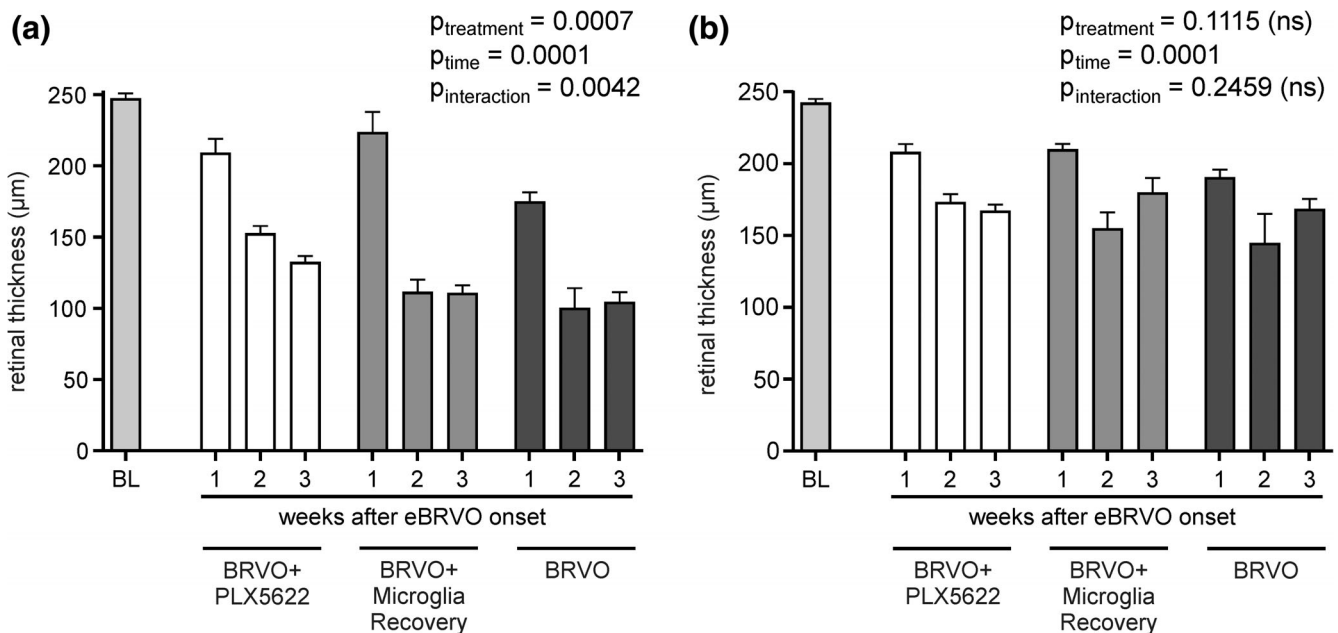 (a)
p_treatment = 0.0007
p_time = 0.0001
p_interaction = 0.0042
retinal thickness (µm)
250
200
150
100
50
0
BL
1 2 3 1 2 3 1 2 3
weeks after eBRVO onset
BRVO+ PLX5622
BRVO+ Microglia Recovery
BRVO
(b)
p_treatment = 0.1115 (ns)
p_time = 0.0001
p_interaction = 0.2459 (ns)
retinal thickness (µm)
250
200
150
100
50
0
BL
1 2 3 1 2 3 1 2 3
weeks after eBRVO onset
BRVO+ PLX5622
BRVO+ Microglia Recovery
BRVO